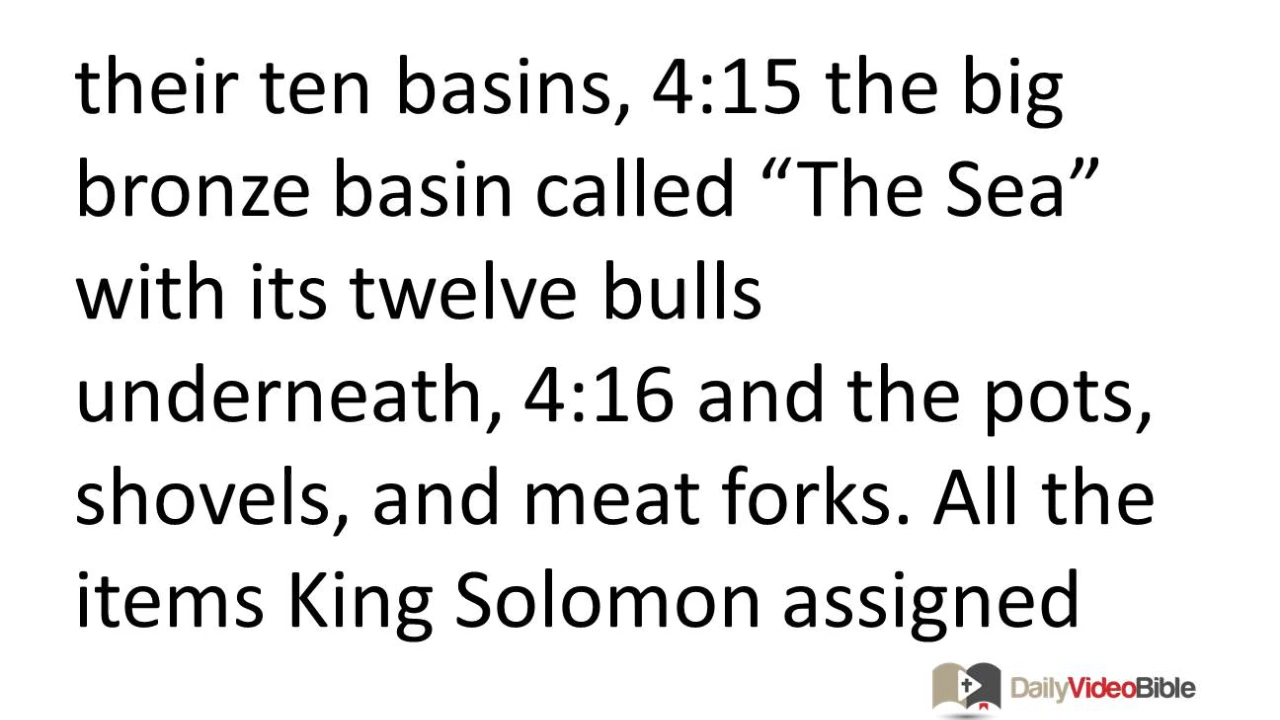 their ten basins, 4:15 the big
bronze basin called “The Sea”
with its twelve bulls
underneath, 4:16 and the pots,
shovels, and meat forks. All the
items King Solomon assigned
DailyVideoBible